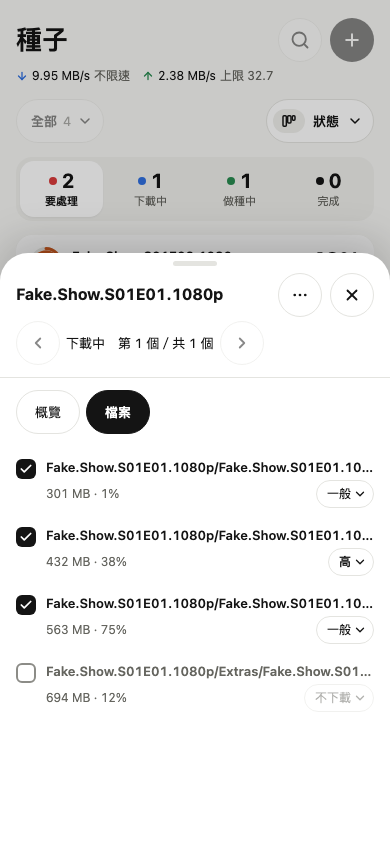 種子
9.95 MB/s 不限速 2.38 MB/s 上限 32.7
全部 4 狀態
2 1 1 0
要處理 下載中 做種中 完成
Fake.Show.S01E01.1080p
下載中 第 1 個 / 共 1 個
概覽 檔案
Fake.Show.S01E01.1080p/Fake.Show.S01E01.10...
301 MB · 1% 一般
Fake.Show.S01E01.1080p/Fake.Show.S01E01.10...
432 MB · 38% 高
Fake.Show.S01E01.1080p/Fake.Show.S01E01.10...
563 MB · 75% 一般
Fake.Show.S01E01.1080p/Extras/Fake.Show.S01...
694 MB · 12% 不下載